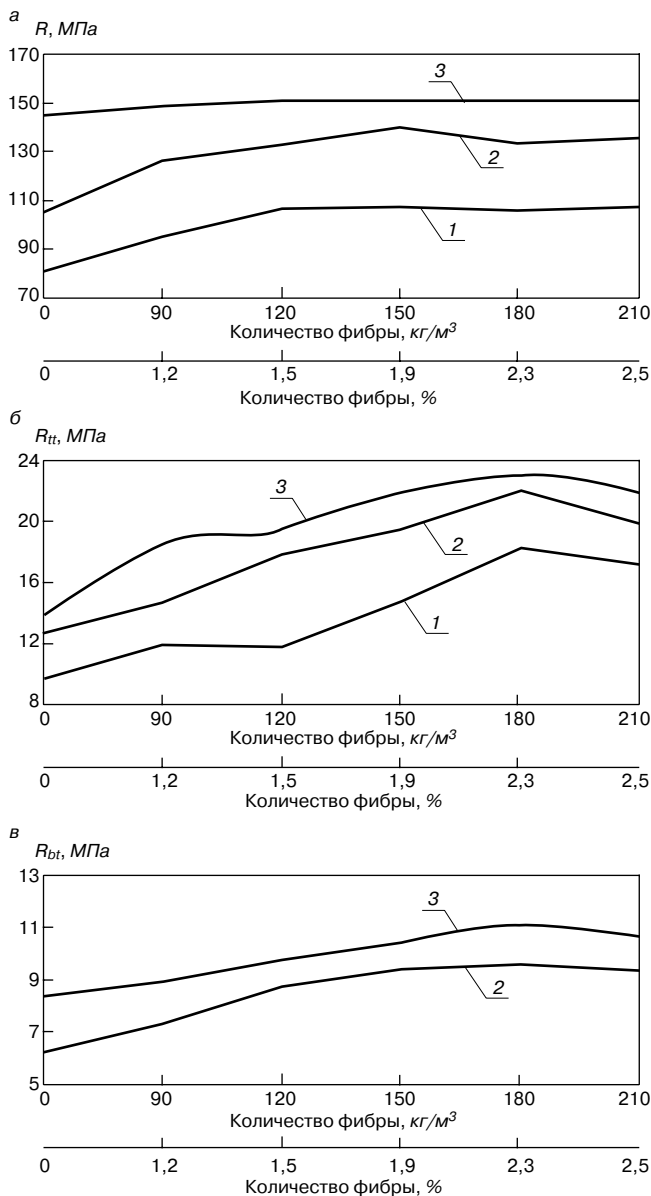 а
R, МПа
170
150
130
110
90
70
3
2
1
0 90 120 150 180 210
Количество фибры, кг/м³
0 1,2 1,5 1,9 2,3 2,5
Количество фибры, %
б
Rtt, МПа
24
20
16
12
8
3
2
1
0 90 120 150 180 210
Количество фибры, кг/м³
0 1,2 1,5 1,9 2,3 2,5
Количество фибры, %
в
Rbt, МПа
13
11
9
7
5
3
2
0 90 120 150 180 210
Количество фибры, кг/м³
0 1,2 1,5 1,9 2,3 2,5
Количество фибры, %